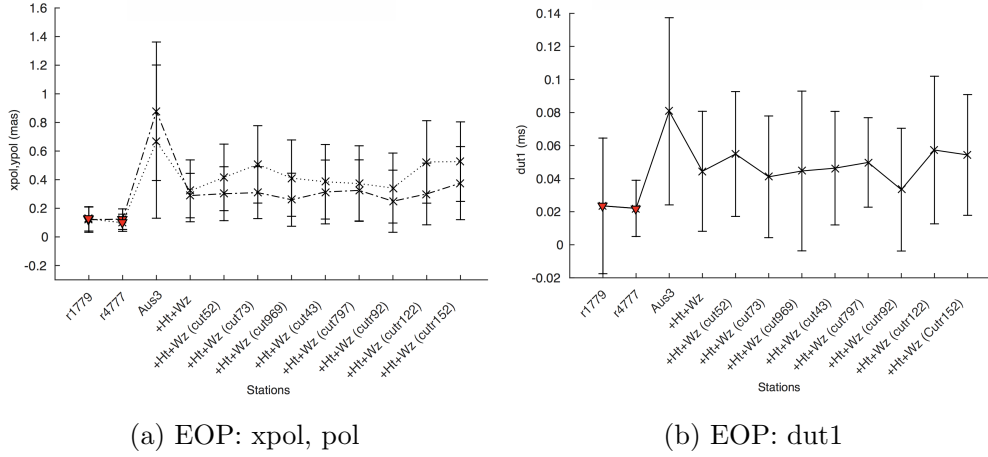 1.6
1.4
1.2
1
0.8
0.6
0.4
0.2
0
-0.2
xpol,ypol (mas)
r1779
r4777
Aus3
+Ht+Wz
+Ht+Wz (cut52)
+Ht+Wz (cut73)
+Ht+Wz (cut969)
+Ht+Wz (cut43)
+Ht+Wz (cut797)
+Ht+Wz (cutr92)
+Ht+Wz (cutr122)
+Ht+Wz (cutr152)
Stations
(a) EOP: xpol, pol
0.14
0.12
0.1
0.08
0.06
0.04
0.02
0
-0.02
dut1 (ms)
r1779
r4777
Aus3
+Ht+Wz
+Ht+Wz (cut52)
+Ht+Wz (cut73)
+Ht+Wz (cut969)
+Ht+Wz (cut43)
+Ht+Wz (cut797)
+Ht+Wz (cutr92)
+Ht+Wz (cutr122)
+Ht+Wz (Cutr152)
Stations
(b) EOP: dut1